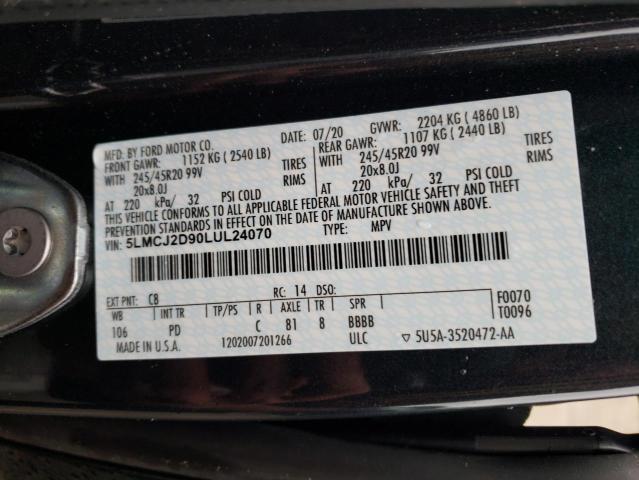 MFD. BY FORD MOTOR CO. DATE: 07/20 GVWR: 2204 KG ( 4860 LB)
FRONT GAWR: 1152 KG ( 2540 LB) REAR GAWR: 1107 KG ( 2440 LB)
WITH 245/45R20 99V TIRES WITH 245/45R20 99V TIRES
20x8.0J RIMS 20x8.0J RIMS
AT 220 kPa/ 32 PSI COLD AT 220 kPa/ 32 PSI COLD
THIS VEHICLE CONFORMS TO ALL APPLICABLE FEDERAL MOTOR VEHICLE SAFETY AND THEFT
PREVENTION STANDARDS IN EFFECT ON THE DATE OF MANUFACTURE SHOWN ABOVE.
VIN: 5LMCJ2D90LUL24070 TYPE: MPV
EXT PNT: C8 RC: 14 DSO: F0070
WB INT TR TP/PS R AXLE TR SPR T0096
106 PD C 81 8 BBBB
MADE IN U.S.A. 1202007201266 ULC ▽ 5U5A-3520472-AA